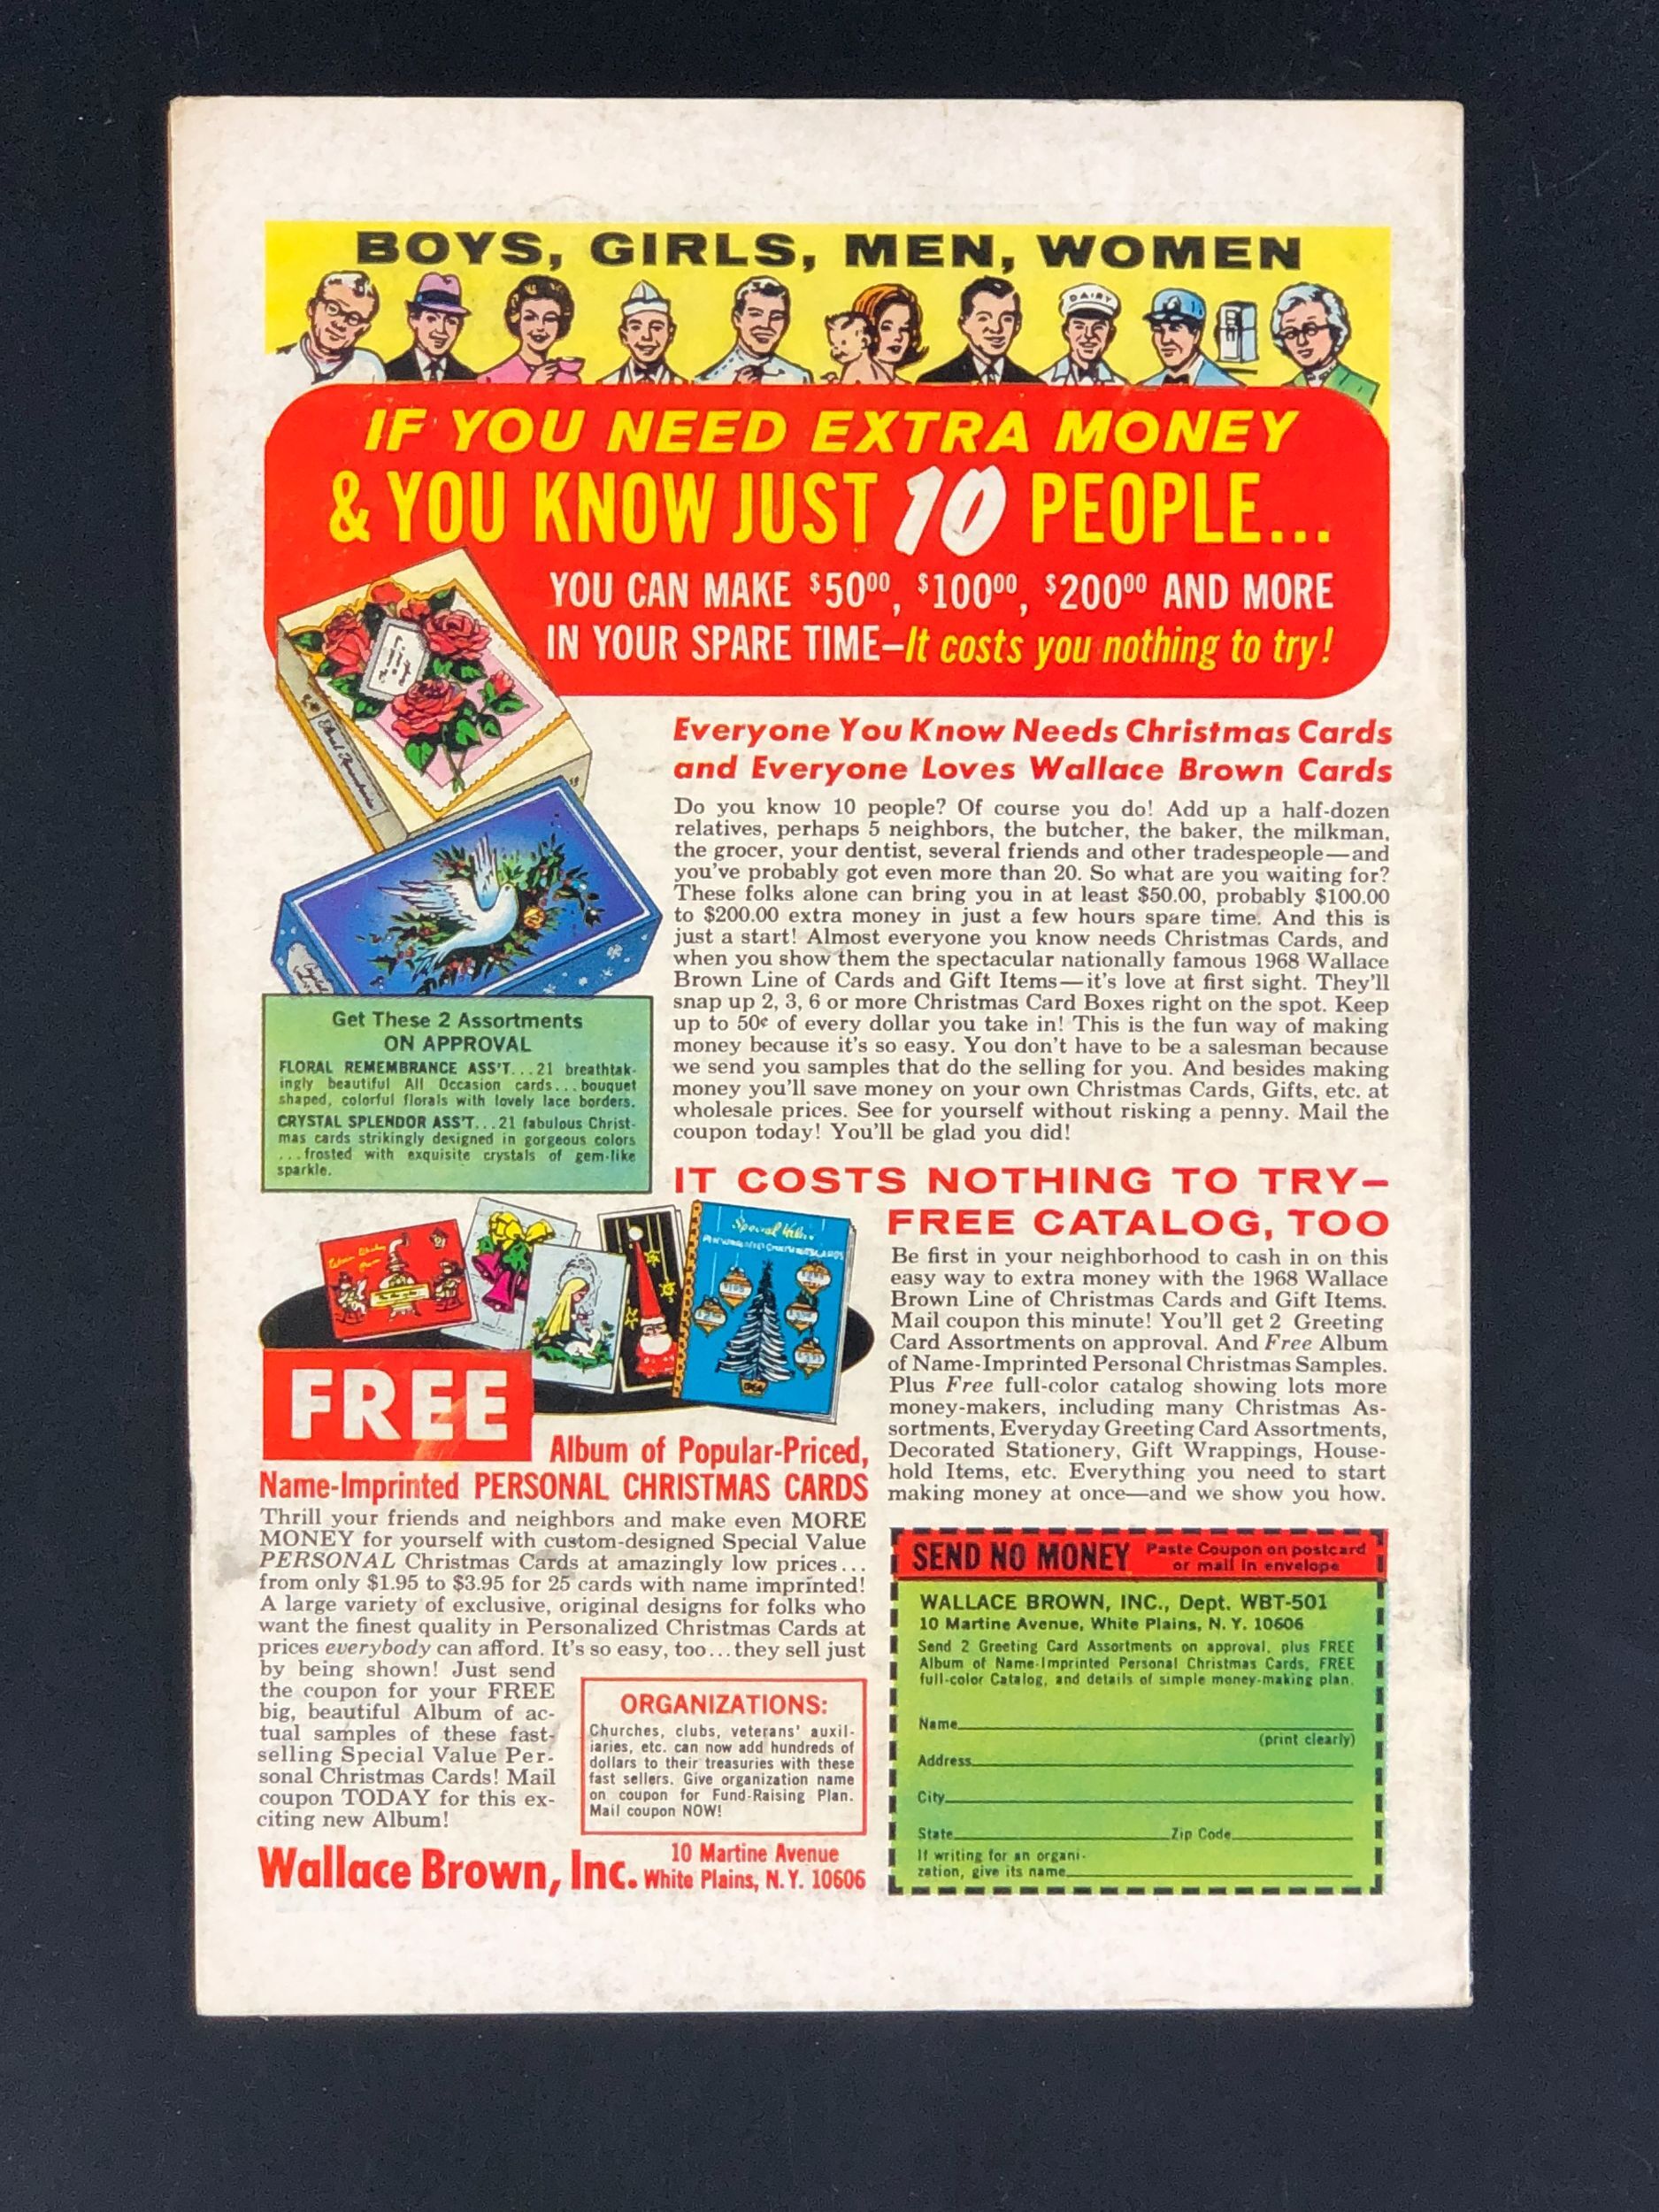 BOYS, GIRLS, MEN, WOMEN
DAIRY
IF YOU NEED EXTRA MONEY
& YOU KNOW JUST 10 PEOPLE...
YOU CAN MAKE $50⁰⁰, $100⁰⁰, $200⁰⁰ AND MORE
IN YOUR SPARE TIME—It costs you nothing to try!
Floral Remembrance
Everyone You Know Needs Christmas Cards
and Everyone Loves Wallace Brown Cards
Do you know 10 people? Of course you do! Add up a half-dozen
relatives, perhaps 5 neighbors, the butcher, the baker, the milkman,
the grocer, your dentist, several friends and other tradespeople—and
you've probably got even more than 20. So what are you waiting for?
These folks alone can bring you in at least $50.00, probably $100.00
to $200.00 extra money in just a few hours spare time. And this is
just a start! Almost everyone you know needs Christmas Cards, and
when you show them the spectacular nationally famous 1968 Wallace
Brown Line of Cards and Gift Items—it's love at first sight. They'll
snap up 2, 3, 6 or more Christmas Card Boxes right on the spot. Keep
up to 50¢ of every dollar you take in! This is the fun way of making
money because it's so easy. You don't have to be a salesman because
we send you samples that do the selling for you. And besides making
money you'll save money on your own Christmas Cards, Gifts, etc. at
wholesale prices. See for yourself without risking a penny. Mail the
coupon today! You'll be glad you did!
Get These 2 Assortments
ON APPROVAL
FLORAL REMEMBRANCE ASS'T...21 breathtak-
ingly beautiful All Occasion cards...bouquet
shaped, colorful florals with lovely lace borders.
CRYSTAL SPLENDOR ASS'T...21 fabulous Christ-
mas cards strikingly designed in gorgeous colors
...frosted with exquisite crystals of gem-like
sparkle.
IT COSTS NOTHING TO TRY—
FREE CATALOG, TOO
Be first in your neighborhood to cash in on this
easy way to extra money with the 1968 Wallace
Brown Line of Christmas Cards and Gift Items.
Mail coupon this minute! You'll get 2 Greeting
Card Assortments on approval. And Free Album
of Name-Imprinted Personal Christmas Samples.
Plus Free full-color catalog showing lots more
money-makers, including many Christmas As-
sortments, Everyday Greeting Card Assortments,
Decorated Stationery, Gift Wrappings, House-
hold Items, etc. Everything you need to start
making money at once—and we show you how.
Special Value
PERSONALIZED CHRISTMAS CARDS
FREE
Album of Popular-Priced,
Name-Imprinted PERSONAL CHRISTMAS CARDS
Thrill your friends and neighbors and make even MORE
MONEY for yourself with custom-designed Special Value
PERSONAL Christmas Cards at amazingly low prices...
from only $1.95 to $3.95 for 25 cards with name imprinted!
A large variety of exclusive, original designs for folks who
want the finest quality in Personalized Christmas Cards at
prices everybody can afford. It's so easy, too...they sell just
by being shown! Just send
the coupon for your FREE
big, beautiful Album of ac-
tual samples of these fast-
selling Special Value Per-
sonal Christmas Cards! Mail
coupon TODAY for this ex-
citing new Album!
ORGANIZATIONS:
Churches, clubs, veterans' auxil-
iaries, etc. can now add hundreds of
dollars to their treasuries with these
fast sellers. Give organization name
on coupon for Fund-Raising Plan.
Mail coupon NOW!
Wallace Brown, Inc. 10 Martine Avenue
White Plains, N.Y. 10606
SEND NO MONEY Paste Coupon on postcard
or mail in envelope
WALLACE BROWN, INC., Dept. WBT-501
10 Martine Avenue, White Plains, N. Y. 10606
Send 2 Greeting Card Assortments on approval, plus FREE
Album of Name-Imprinted Personal Christmas Cards, FREE
full-color Catalog, and details of simple money-making plan.
Name
(print clearly)
Address
City
State Zip Code
If writing for an organi-
zation, give its name